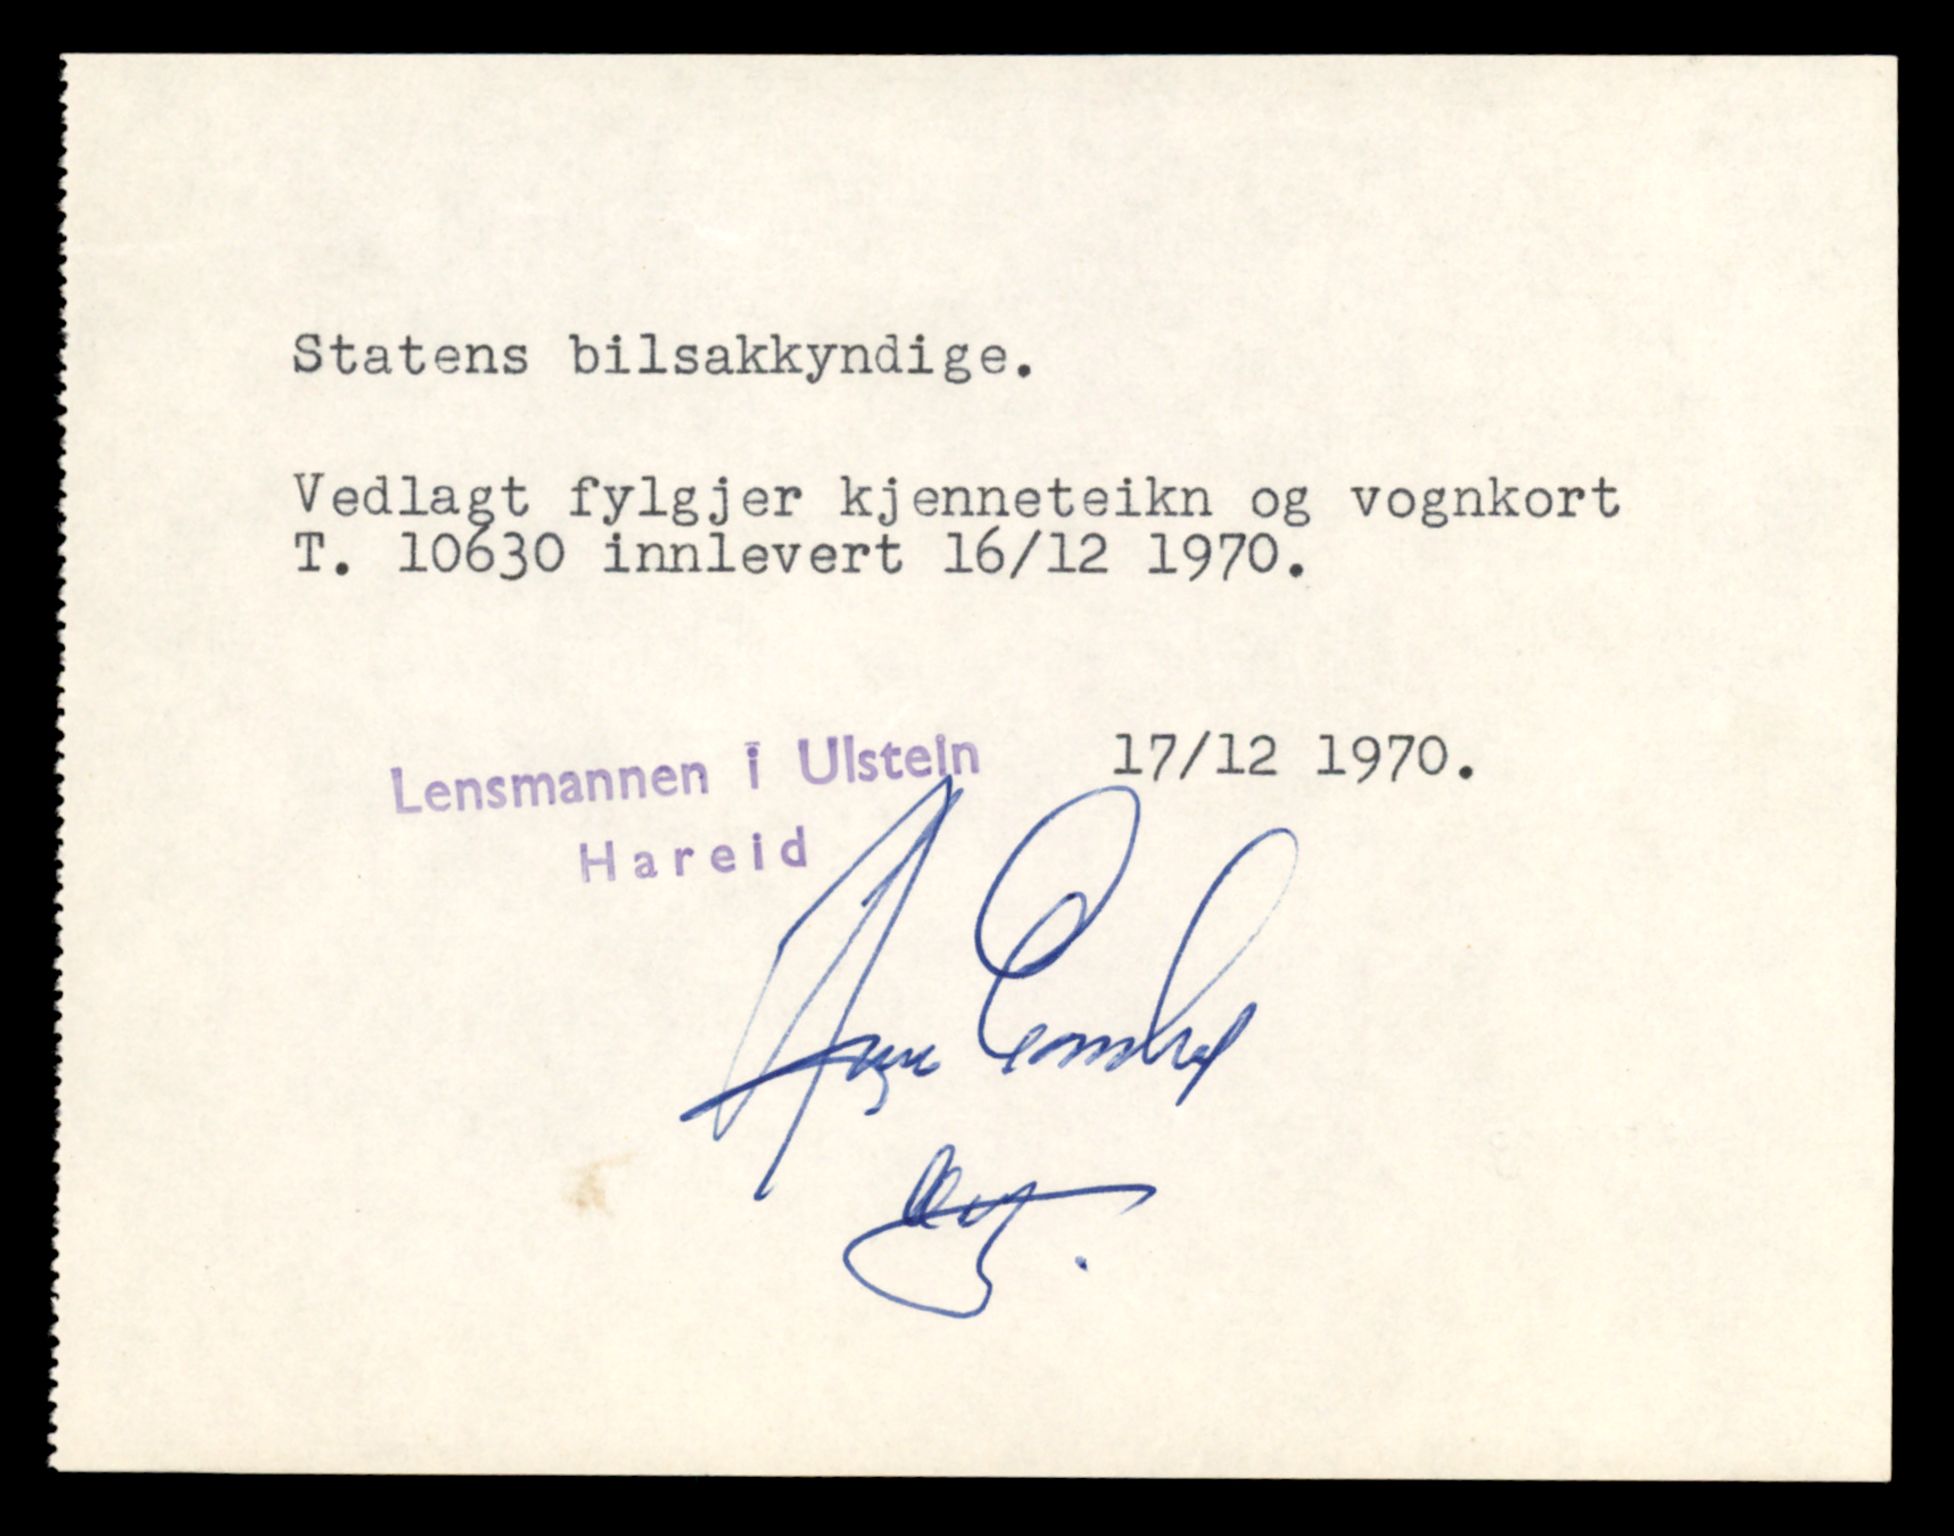 Statens bilsakkyndige.
Vedlagt fylgjer kjenneteikn og vognkort
T. 10630 innlevert 16/12 1970.
Lensmannen i Ulstein 17/12 1970.
Hareid